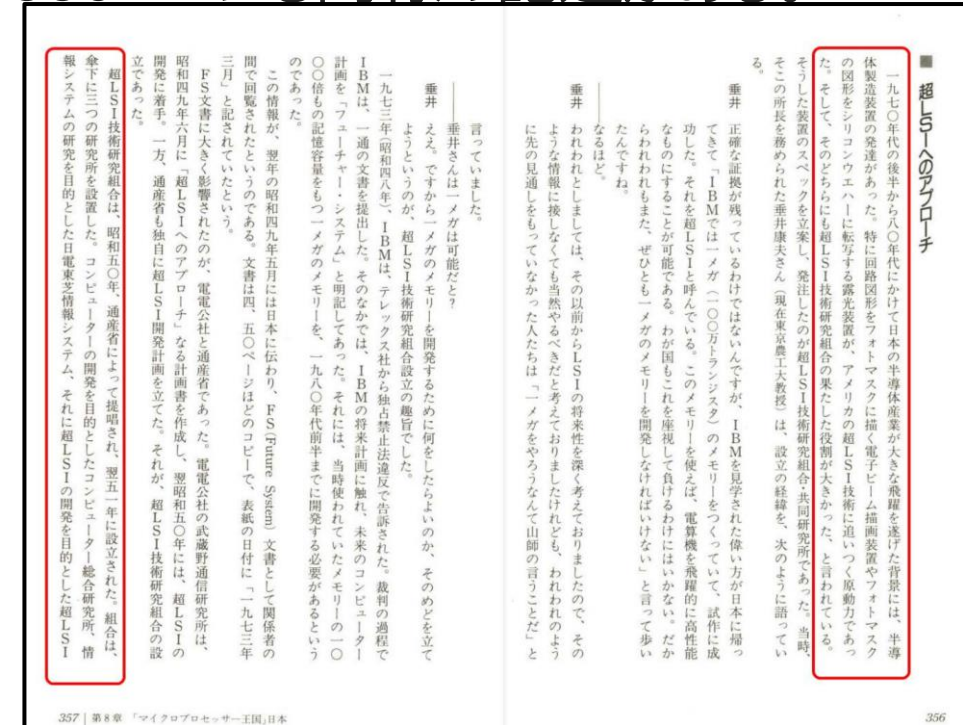 ■ 超LSIへのアプローチ
一九七〇年代の後半から八〇年代にかけて日本の半導体産業が大きな飛躍を遂げた背景には、半導
体製造装置の発達があった。特に回路図形をフォトマスクに描く電子ビーム描画装置やフォトマスク
の図形をシリコンウエハーに転写する露光装置が、アメリカの超LSI技術に追いつく原動力であっ
た。そして、そのどちらにも超LSI技術研究組合の果たした役割が大きかった、と言われている。
そうした装置のスペックを立案し、発注したのが超LSI技術研究組合・共同研究所であった。当時、
そこの所長を務められた垂井康夫さん（現在東京農工大教授）は、設立の経緯を、次のように語ってい
る。
垂井 正確な証拠が残っているわけではないんですが、IBMを見学された偉い方が日本に帰っ
てきて「IBMでは一メガ（一〇〇万トランジスタ）のメモリーをつくっていて、試作に成
功した。それを超LSIと呼んでいる。このメモリーを使えば、電算機を飛躍的に高性能
なものにすることが可能である。わが国もこれを座視して負けるわけにはいかない。だか
らわれわれもまた、ぜひとも一メガのメモリーを開発しなければいけない」と言って歩い
たんですね。
――なるほど。
垂井 われわれとしましては、その以前からLSIの将来性を深く考えておりましたので、その
ような情報に接しなくても当然やるべきだと考えておりましたけれども、われわれのよう
に先の見通しをもっていなかった人たちは「一メガをやろうなんて山師の言うことだ」と
356
言っていました。
――垂井さんは一メガは可能だと？
垂井 ええ。ですから一メガのメモリーを開発するために何をしたらよいのか、そのめどを立て
ようというのが、超LSI技術研究組合設立の趣旨でした。
一九七三年（昭和四八年）、IBMは、テレックス社から独占禁止法違反で告訴された。裁判の過程で
IBMは、一通の文書を提出した。そのなかでは、IBMの将来計画に触れ、未来のコンピューター
計画を「フューチャー・システム」と明記してあった。それには、当時使われていたメモリーの一〇
〇〇倍もの記憶容量をもつ一メガのメモリーを、一九八〇年代前半までに開発する必要があるという
のであった。
この情報が、翌年の昭和四九年五月には日本に伝わり、FS(Future System) 文書として関係者の
間で回覧されたというのである。文書は四、五〇ページほどのコピーで、表紙の日付に「一九七三年
三月」と記されていたという。
FS文書に大きく影響されたのが、電電公社と通産省であった。電電公社の武蔵野通信研究所は、
昭和四九年六月に「超LSIへのアプローチ」なる計画書を作成し、翌昭和五〇年には、超LSIの
開発に着手。一方、通産省も独自に超LSI開発計画を立てた。それが、超LSI技術研究組合の設
立であった。
超LSI技術研究組合は、昭和五〇年、通産省によって提唱され、翌五一年に設立された。組合は、
傘下に三つの研究所を設置した。コンピューターの開発を目的としたコンピューター総合研究所、情
報システムの研究を目的とした日電東芝情報システム、それに超LSIの開発を目的とした超LSI
357 | 第8章 「マイクロプロセッサー王国」日本